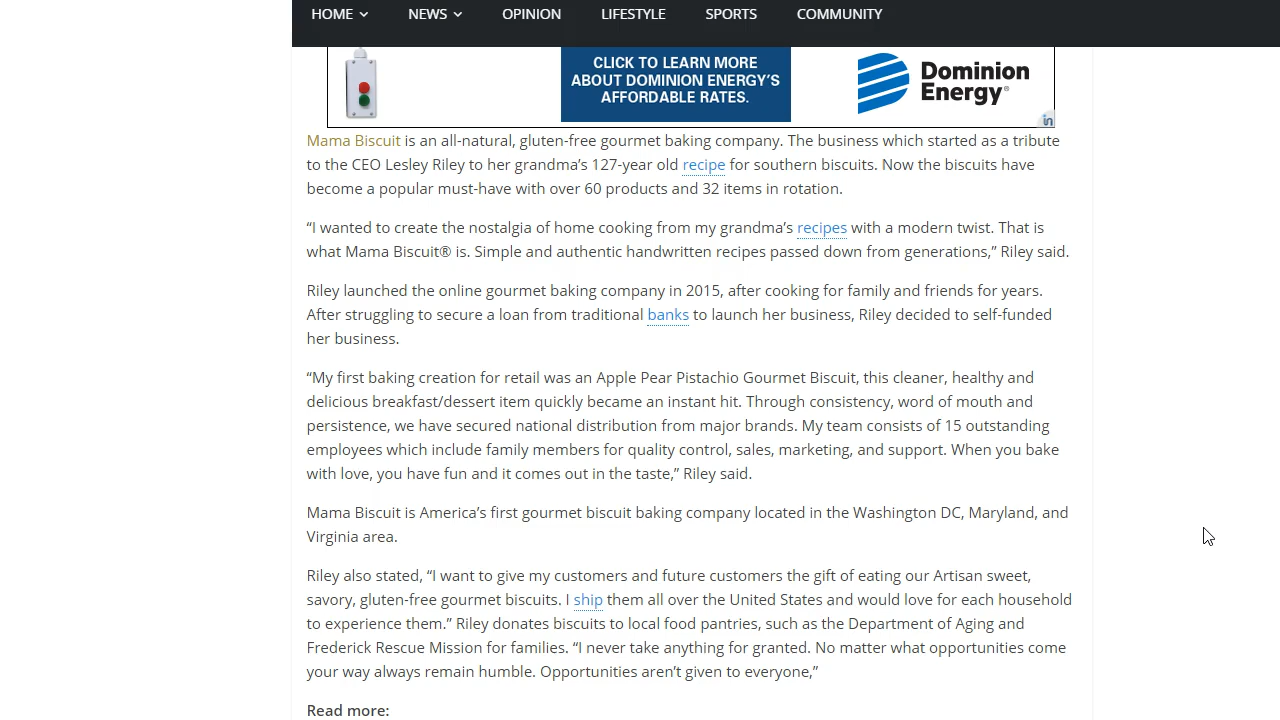 HOME NEWS OPINION LIFESTYLE SPORTS COMMUNITY
CLICK TO LEARN MORE
ABOUT DOMINION ENERGY'S
AFFORDABLE RATES.
Dominion
Energy®
in
Mama Biscuit is an all-natural, gluten-free gourmet baking company. The business which started as a tribute
to the CEO Lesley Riley to her grandma's 127-year old recipe for southern biscuits. Now the biscuits have
become a popular must-have with over 60 products and 32 items in rotation.
“I wanted to create the nostalgia of home cooking from my grandma's recipes with a modern twist. That is
what Mama Biscuit® is. Simple and authentic handwritten recipes passed down from generations,” Riley said.
Riley launched the online gourmet baking company in 2015, after cooking for family and friends for years.
After struggling to secure a loan from traditional banks to launch her business, Riley decided to self-funded
her business.
“My first baking creation for retail was an Apple Pear Pistachio Gourmet Biscuit, this cleaner, healthy and
delicious breakfast/dessert item quickly became an instant hit. Through consistency, word of mouth and
persistence, we have secured national distribution from major brands. My team consists of 15 outstanding
employees which include family members for quality control, sales, marketing, and support. When you bake
with love, you have fun and it comes out in the taste,” Riley said.
Mama Biscuit is America's first gourmet biscuit baking company located in the Washington DC, Maryland, and
Virginia area.
Riley also stated, “I want to give my customers and future customers the gift of eating our Artisan sweet,
savory, gluten-free gourmet biscuits. I ship them all over the United States and would love for each household
to experience them.” Riley donates biscuits to local food pantries, such as the Department of Aging and
Frederick Rescue Mission for families. “I never take anything for granted. No matter what opportunities come
your way always remain humble. Opportunities aren't given to everyone,”
Read more: